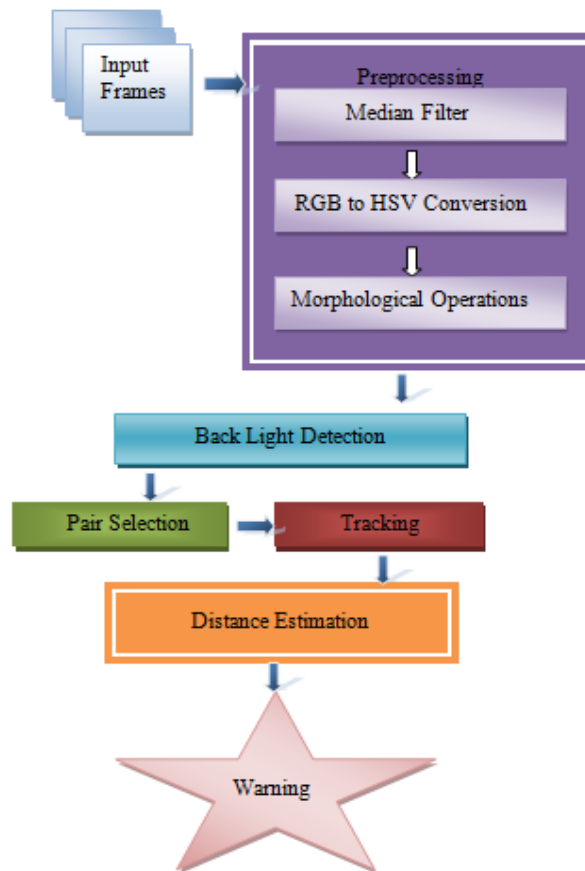 Input
Frames
Preprocessing
Median Filter
RGB to HSV Conversion
Morphological Operations
Back Light Detection
Pair Selection
Tracking
Distance Estimation
Warning